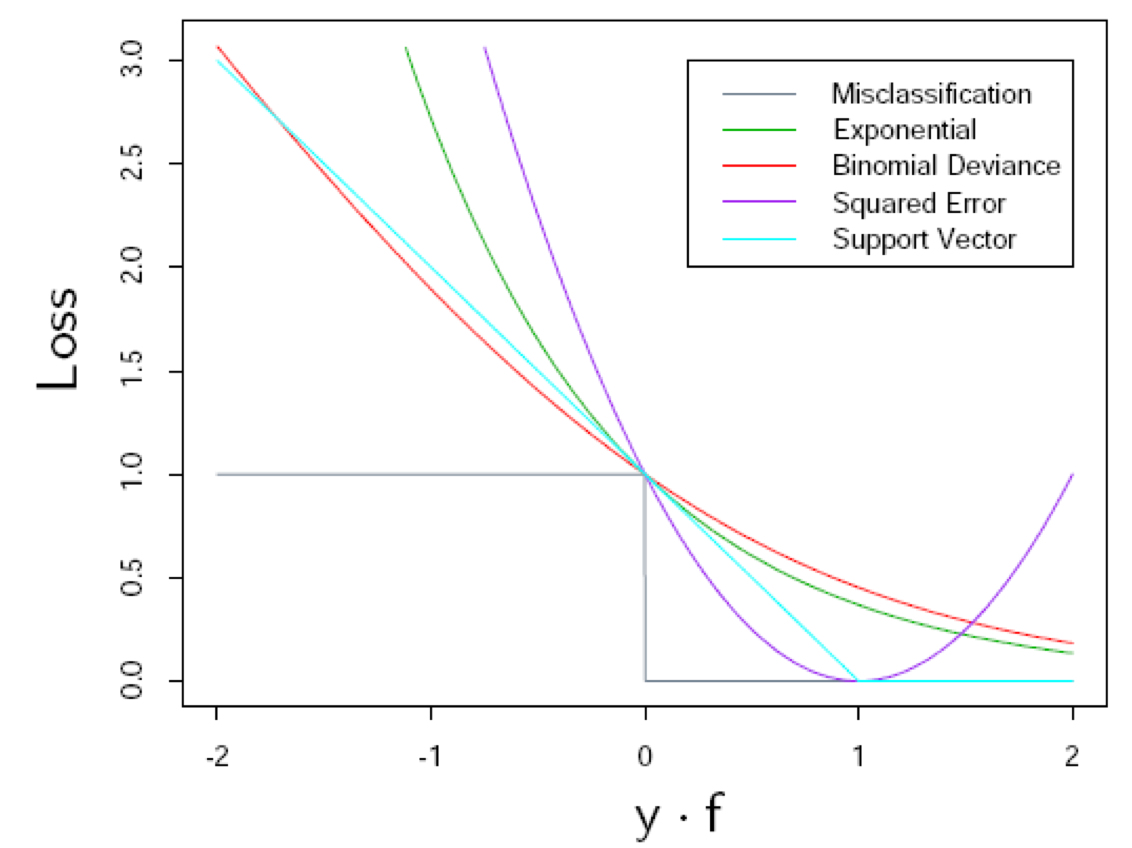 Loss
3.0
2.5
2.0
1.5
1.0
0.5
0.0
Misclassification
Exponential
Binomial Deviance
Squared Error
Support Vector
-2 -1 0 1 2
y · f